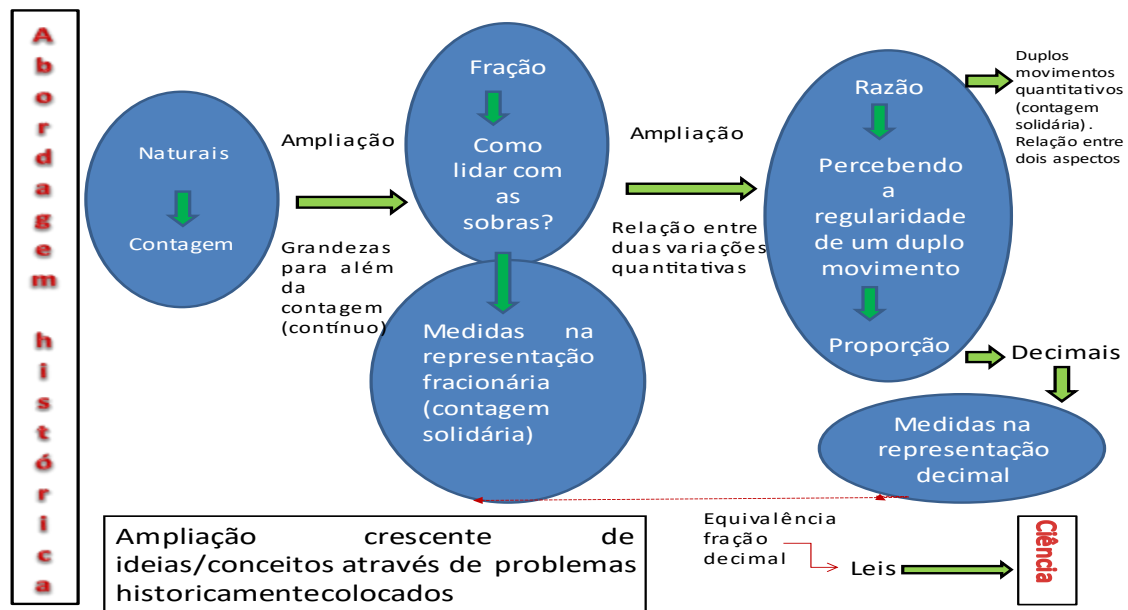 Abordagem histórica
Naturais
Contagem
Ampliação
Grandezas
para além
da
contagem
(contínuo)
Fração
Como
lidar com
as
sobras?
Medidas na
representação
fracionária
(contagem
solidária)
Ampliação
Relação entre
duas variações
quantitativas
Razão
Percebendo
a
regularidade
de um duplo
movimento
Proporção
Duplos
movimentos
quantitativos
(contagem
solidária) .
Relação entre
dois aspectos
Decimais
Medidas na
representação
decimal
Equivalência
fração
decimal
Leis
Ciência
Ampliação crescente de
ideias/conceitos através de problemas
historicamentecolocados